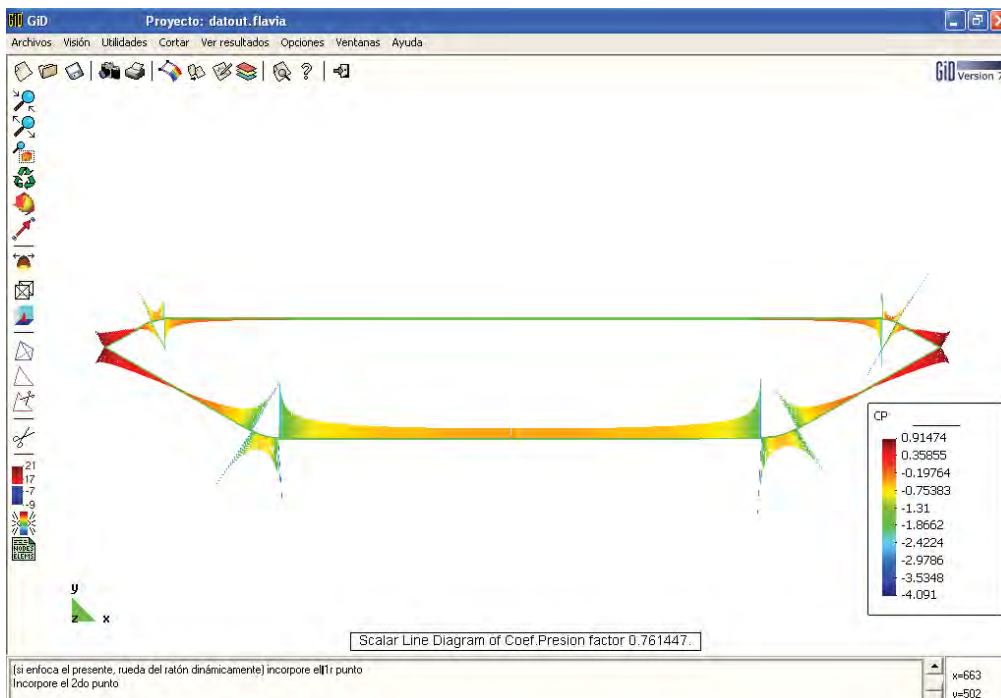 GiD Proyecto: datout.flavia
Archivos Visión Utilidades Cortar Ver resultados Opciones Ventanas Ayuda
GiD Version 7
CP
0.91474
0.35855
-0.19764
-0.75383
-1.31
-1.8662
-2.4224
-2.9786
-3.5348
-4.091
21
17
-7
-9
NODES
ELEMS
y
z x
Scalar Line Diagram of Coef.Presion factor 0.761447.
(si enfoca el presente, rueda del ratón dinámicamente) incorpore el 1r punto
Incorpore el 2do punto
x=663
y=502